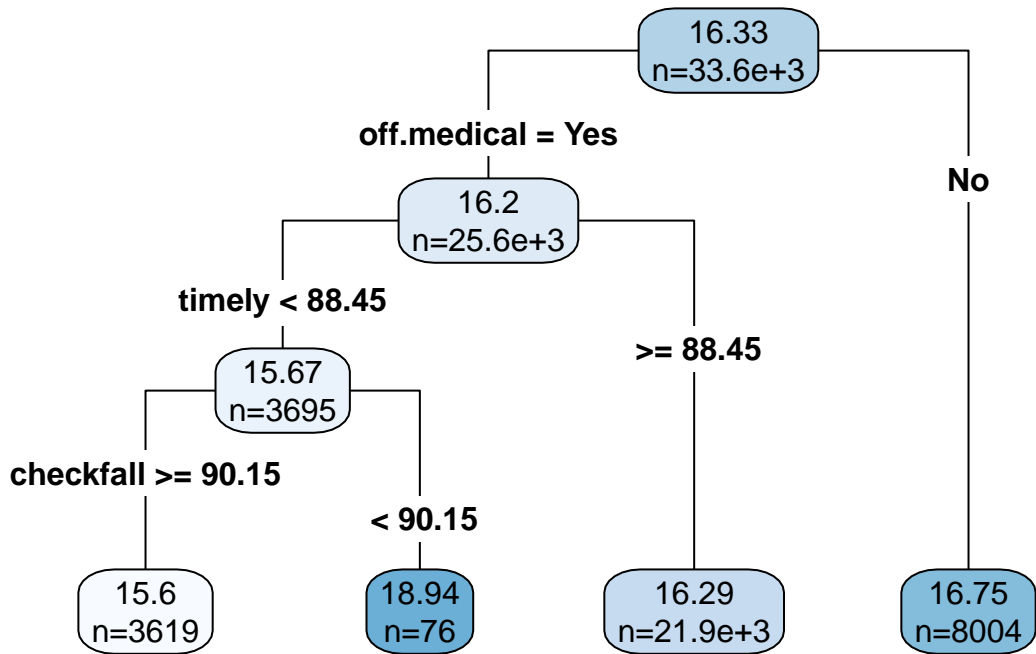 16.33
n=33.6e+3
off.medical = Yes
No
16.2
n=25.6e+3
timely < 88.45
>= 88.45
15.67
n=3695
checkfall >= 90.15
< 90.15
15.6
n=3619
18.94
n=76
16.29
n=21.9e+3
16.75
n=8004